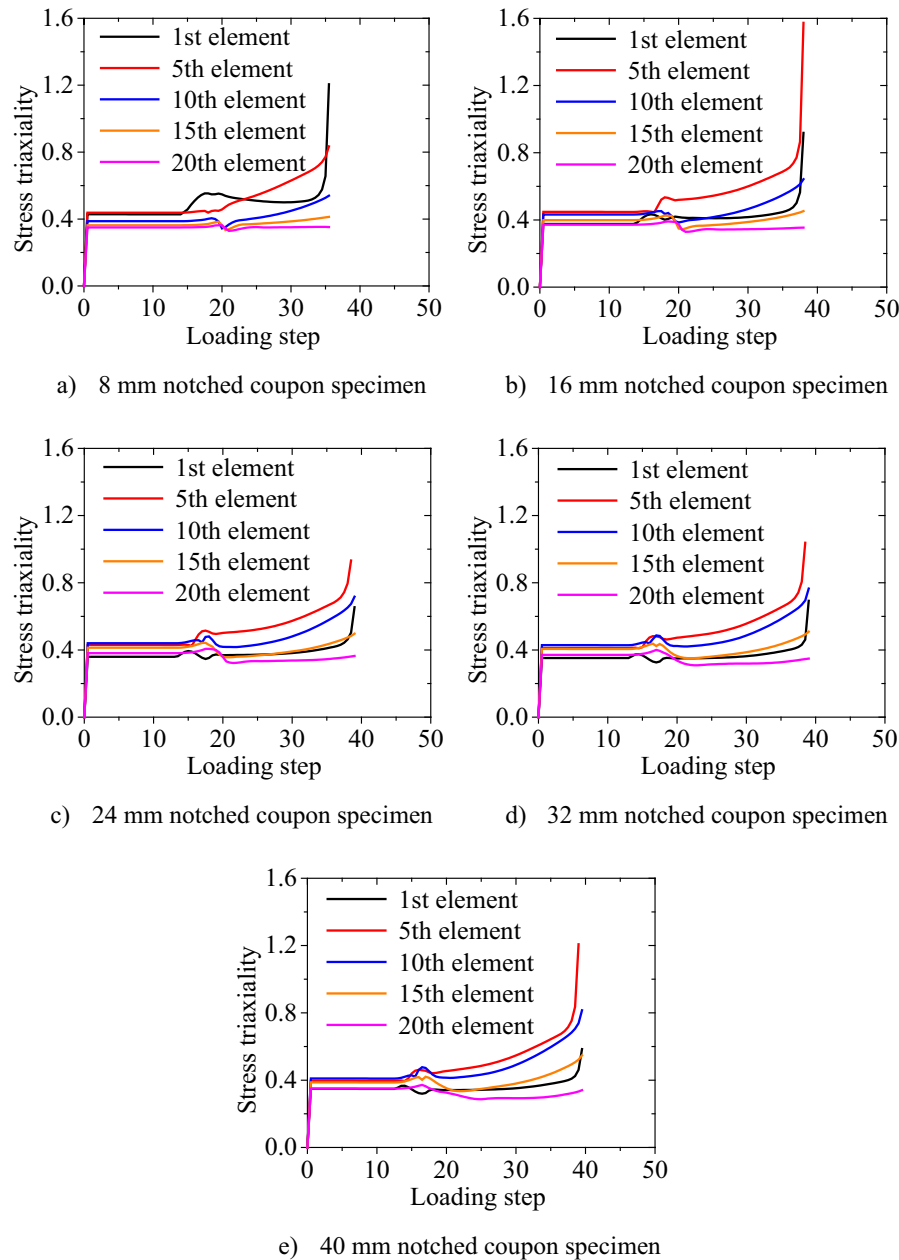 1.6
1.2
0.8
0.4
0.0
Stress triaxiality
1st element
5th element
10th element
15th element
20th element
0 10 20 30 40 50
Loading step
a) 8 mm notched coupon specimen
1.6
1.2
0.8
0.4
0.0
Stress triaxiality
1st element
5th element
10th element
15th element
20th element
0 10 20 30 40 50
Loading step
b) 16 mm notched coupon specimen
1.6
1.2
0.8
0.4
0.0
Stress triaxiality
1st element
5th element
10th element
15th element
20th element
0 10 20 30 40 50
Loading step
c) 24 mm notched coupon specimen
1.6
1.2
0.8
0.4
0.0
Stress triaxiality
1st element
5th element
10th element
15th element
20th element
0 10 20 30 40 50
Loading step
d) 32 mm notched coupon specimen
1.6
1.2
0.8
0.4
0.0
Stress triaxiality
1st element
5th element
10th element
15th element
20th element
0 10 20 30 40 50
Loading step
e) 40 mm notched coupon specimen